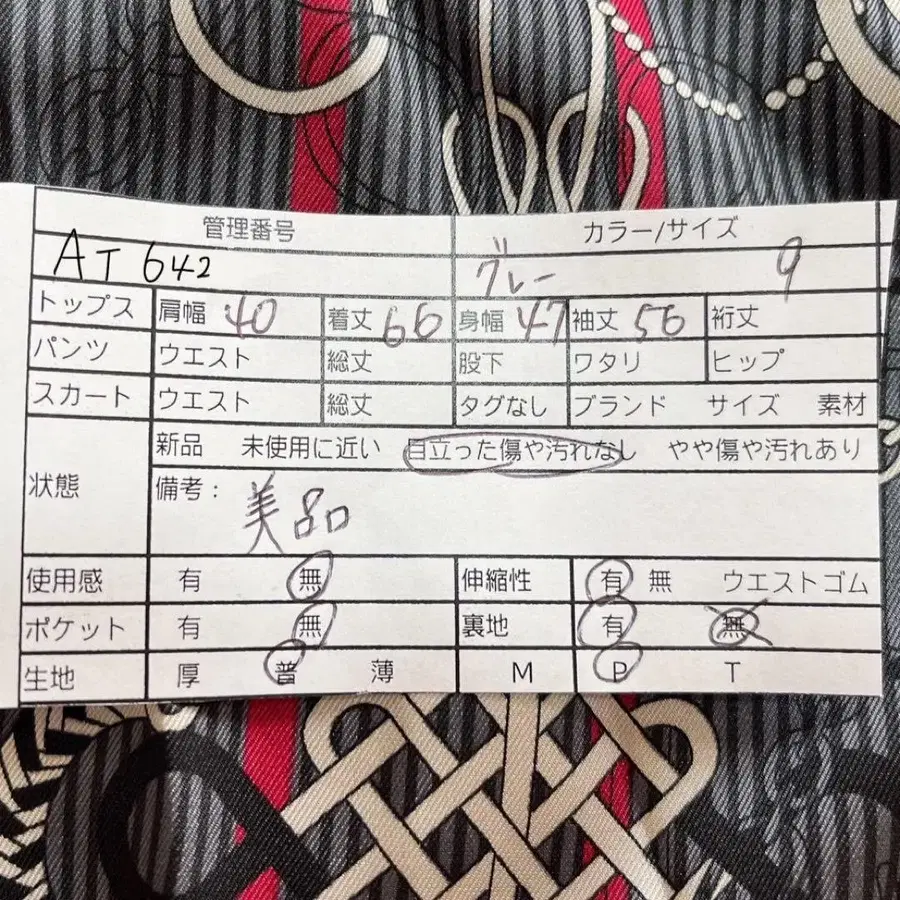 管理番号 カラー/サイズ
AT 642 グレー 9
トップス 肩幅 40 着丈 66 身幅 47 袖丈 56 裄丈
パンツ ウエスト 総丈 股下 ワタリ ヒップ
スカート ウエスト 総丈 タグなし ブランド サイズ 素材
状態 新品 未使用に近い 目立った傷や汚れなし やや傷や汚れあり
備考： 美品
使用感 有 無 伸縮性 有 無 ウエストゴム
ポケット 有 無 裏地 有 無
生地 厚 普 薄 M P T